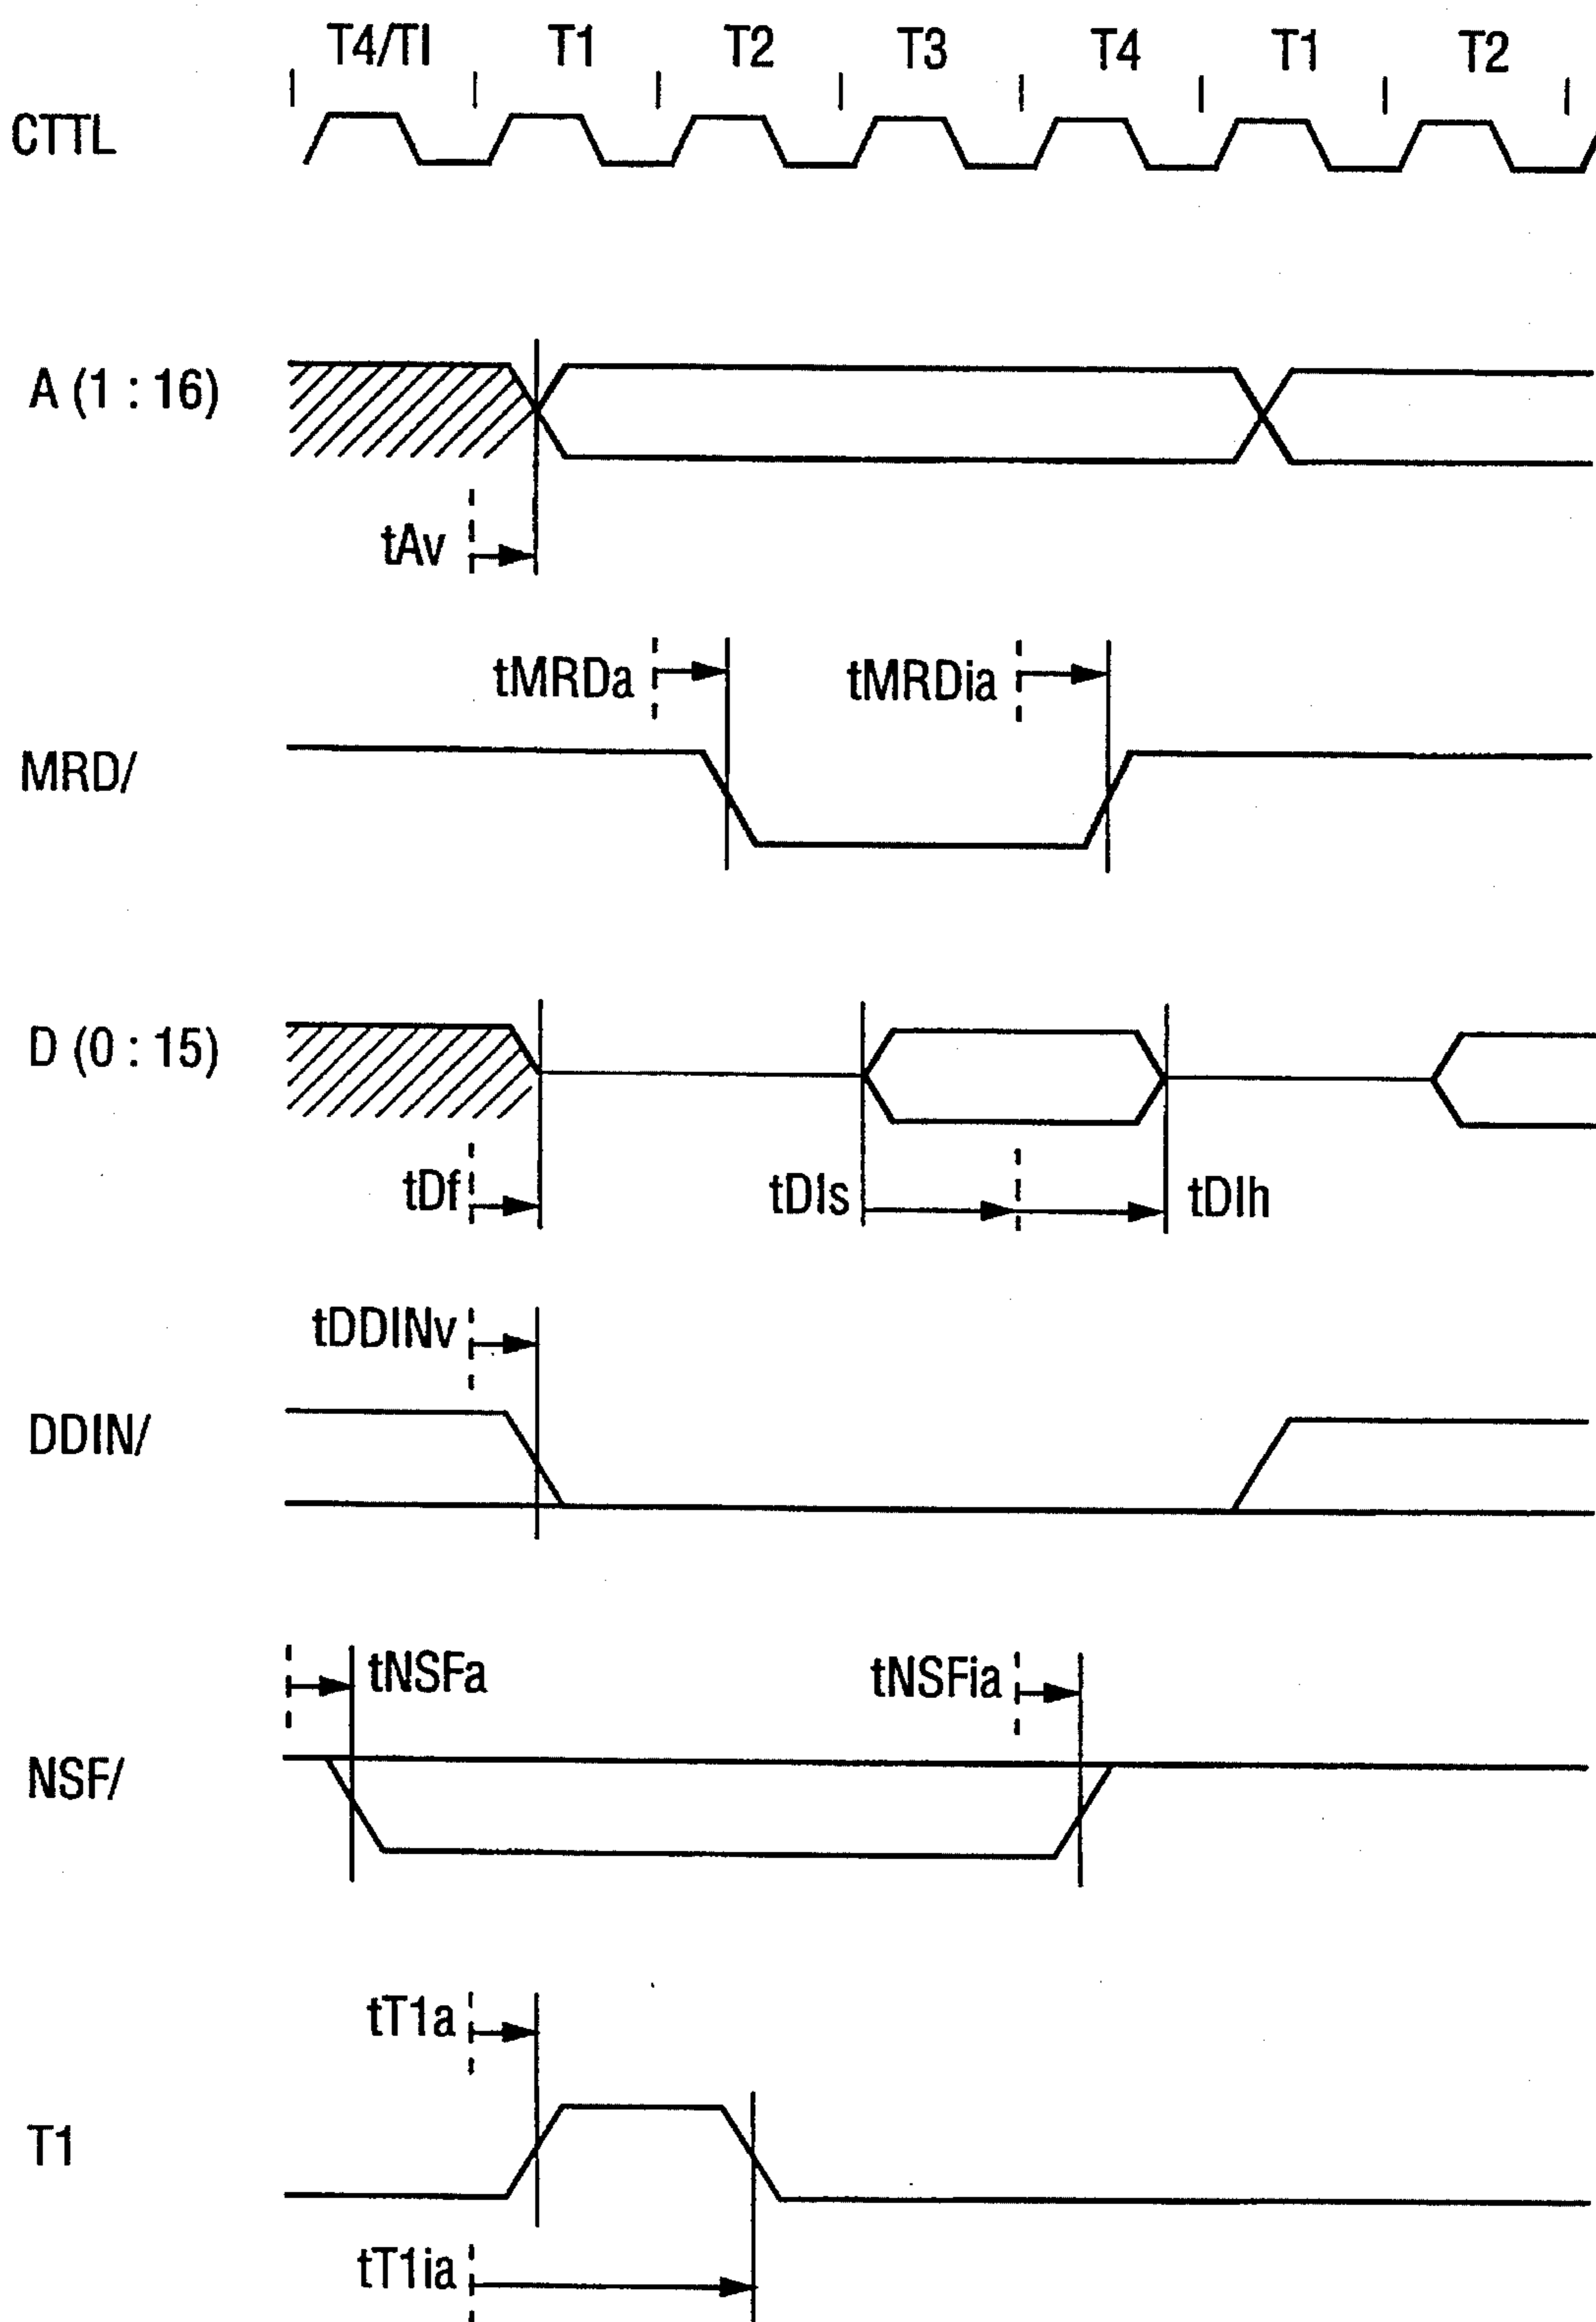 T4/TI T1 T2 T3 T4 T1 T2
CTTL
A (1 : 16)
tAv
tMRDa tMRDia
MRD/
D (0 : 15)
tDf tDIs tDIh
tDDINv
DDIN/
tNSFa tNSFia
NSF/
tT1a
T1
tT1ia